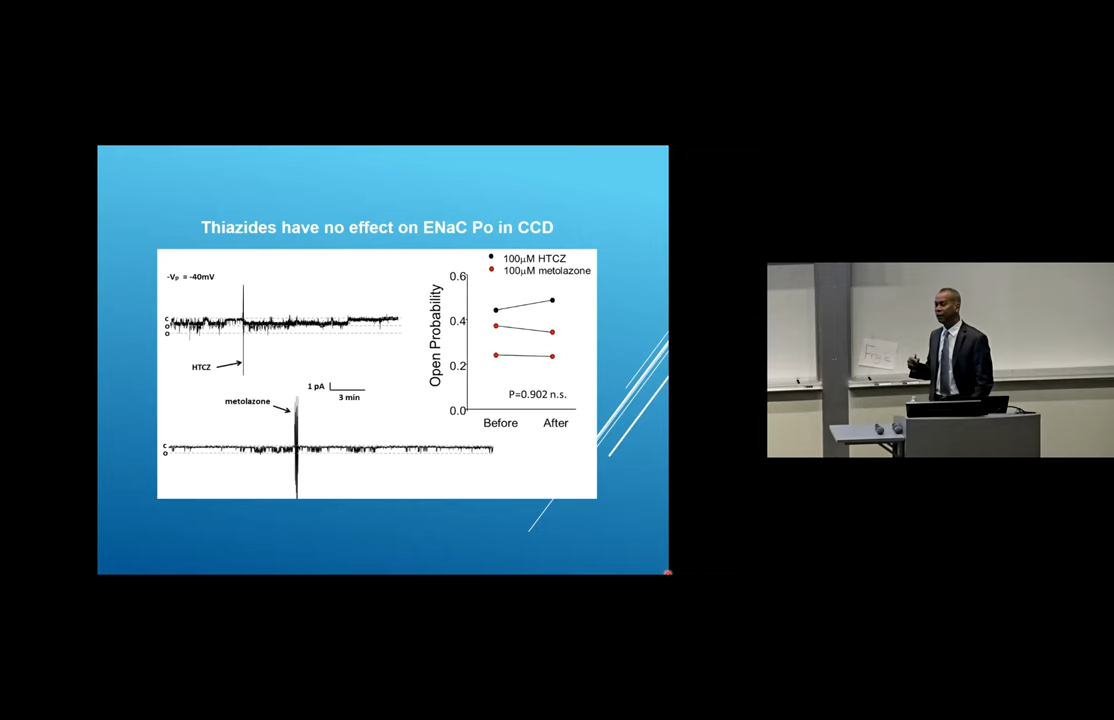 Thiazides have no effect on ENaC Po in CCD
-Vₚ = -40mV
C
O
O
HTCZ
1 pA
3 min
metolazone
C
O
100μM HTCZ
100μM metolazone
Open Probability
0.6
0.4
0.2
0.0
P=0.902 n.s.
Before After